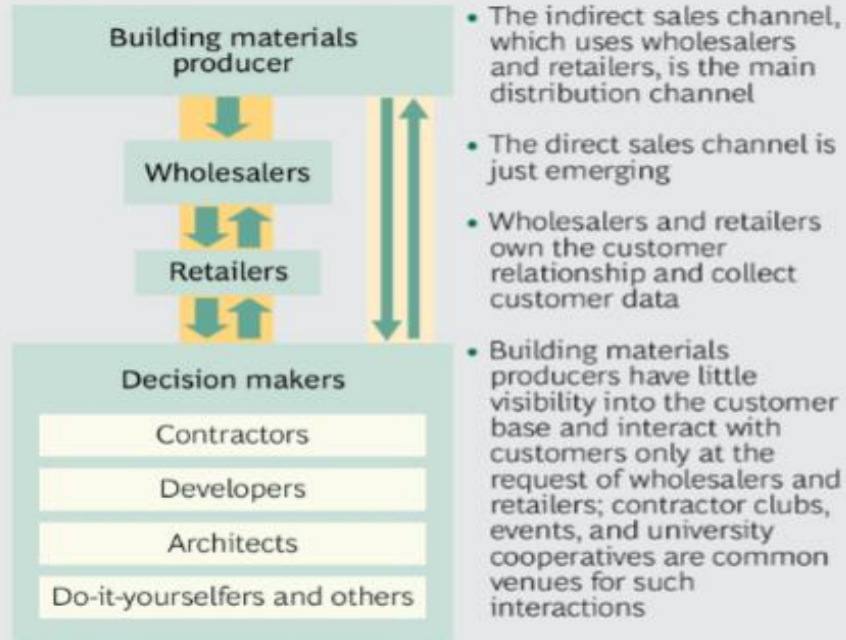 Building materials
producer
Wholesalers
Retailers
Decision makers
Contractors
Developers
Architects
Do-it-yourselfers and others
• The indirect sales channel,
which uses wholesalers
and retailers, is the main
distribution channel
• The direct sales channel is
just emerging
• Wholesalers and retailers
own the customer
relationship and collect
customer data
• Building materials
producers have little
visibility into the customer
base and interact with
customers only at the
request of wholesalers and
retailers; contractor clubs,
events, and university
cooperatives are common
venues for such
interactions